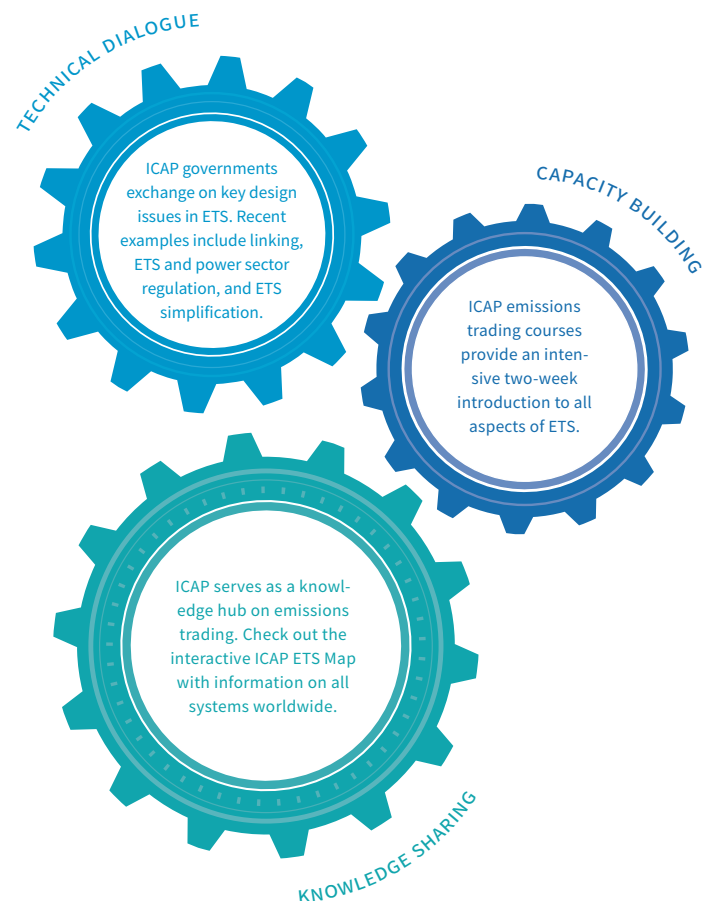 TECHNICAL DIALOGUE
ICAP governments
exchange on key design
issues in ETS. Recent
examples include linking,
ETS and power sector
regulation, and ETS
simplification.
CAPACITY BUILDING
ICAP emissions
trading courses
provide an inten-
sive two-week
introduction to all
aspects of ETS.
ICAP serves as a knowl-
edge hub on emissions
trading. Check out the
interactive ICAP ETS Map
with information on all
systems worldwide.
KNOWLEDGE SHARING